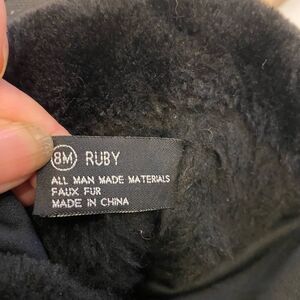 8M RUBY
ALL MAN MADE MATERIALS
FAUX FUR
MADE IN CHINA